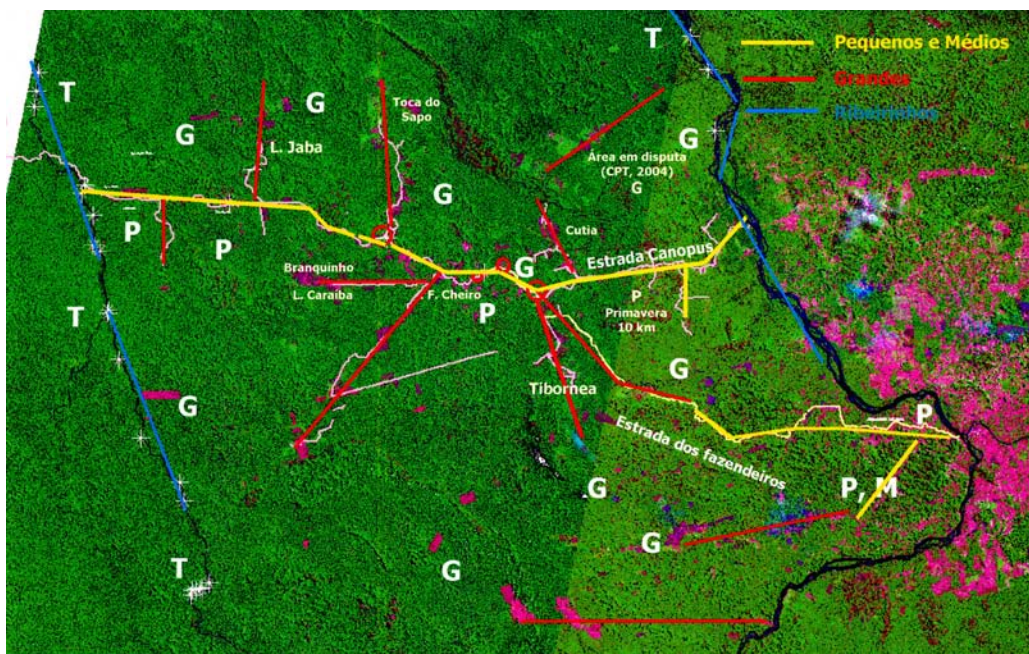 T
Pequenos e Médios
Grandes
Ribeirinhos
T
G
G
Toca do
Sapo
G
L. Jaba
G
Área em disputa
(CPT, 2004)
G
P
P
Cutia
Estrada Canopus
Branquinho
L. Caraiba
F. Cheiro
G
P
P
Primavera
10 km
T
G
Tibornea
G
P
Estrada dos fazendeiros
G
P, M
G
G
T